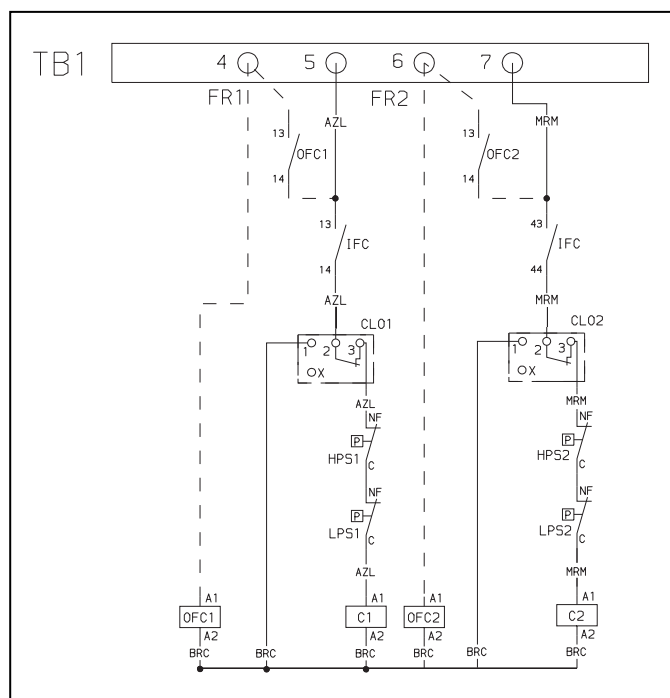 TB1 4 5 6 7
FR1 FR2
AZL MRM
13 13
OFC1 OFC2
14 14
13 43
IFC IFC
14 44
AZL MRM
CLO1 CLO2
1 2 3 1 2 3
X X
AZL MRM
NF NF
P P
HPS1 HPS2
C C
NF NF
P P
LPS1 LPS2
C C
AZL MRM
A1 A1 A1 A1
OFC1 C1 OFC2 C2
A2 A2 A2 A2
BRC BRC BRC BRC BRC BRC